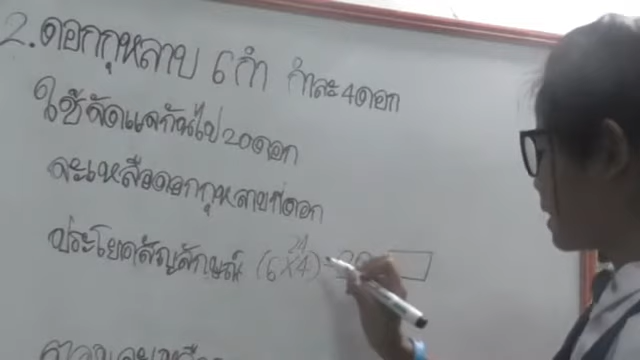 2. ดอกกุหลาบ 6 กำ กำละ 4 ดอก
ใช้จัดแจกันไป 20 ดอก
จะเหลือดอกกุหลาบกี่ดอก
ประโยคสัญลักษณ์ (6×4) - 20
24